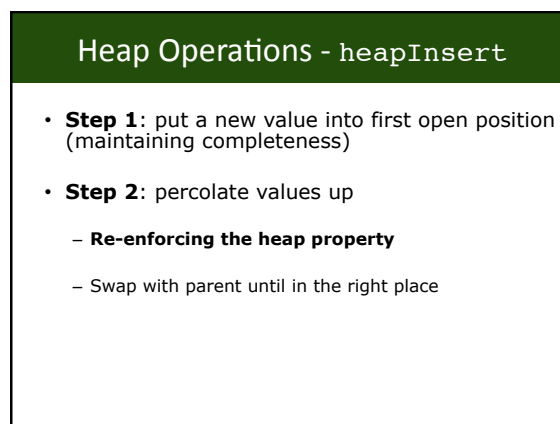 Heap Operations - heapInsert
• Step 1: put a new value into first open position
(maintaining completeness)
• Step 2: percolate values up
– Re-enforcing the heap property
– Swap with parent until in the right place